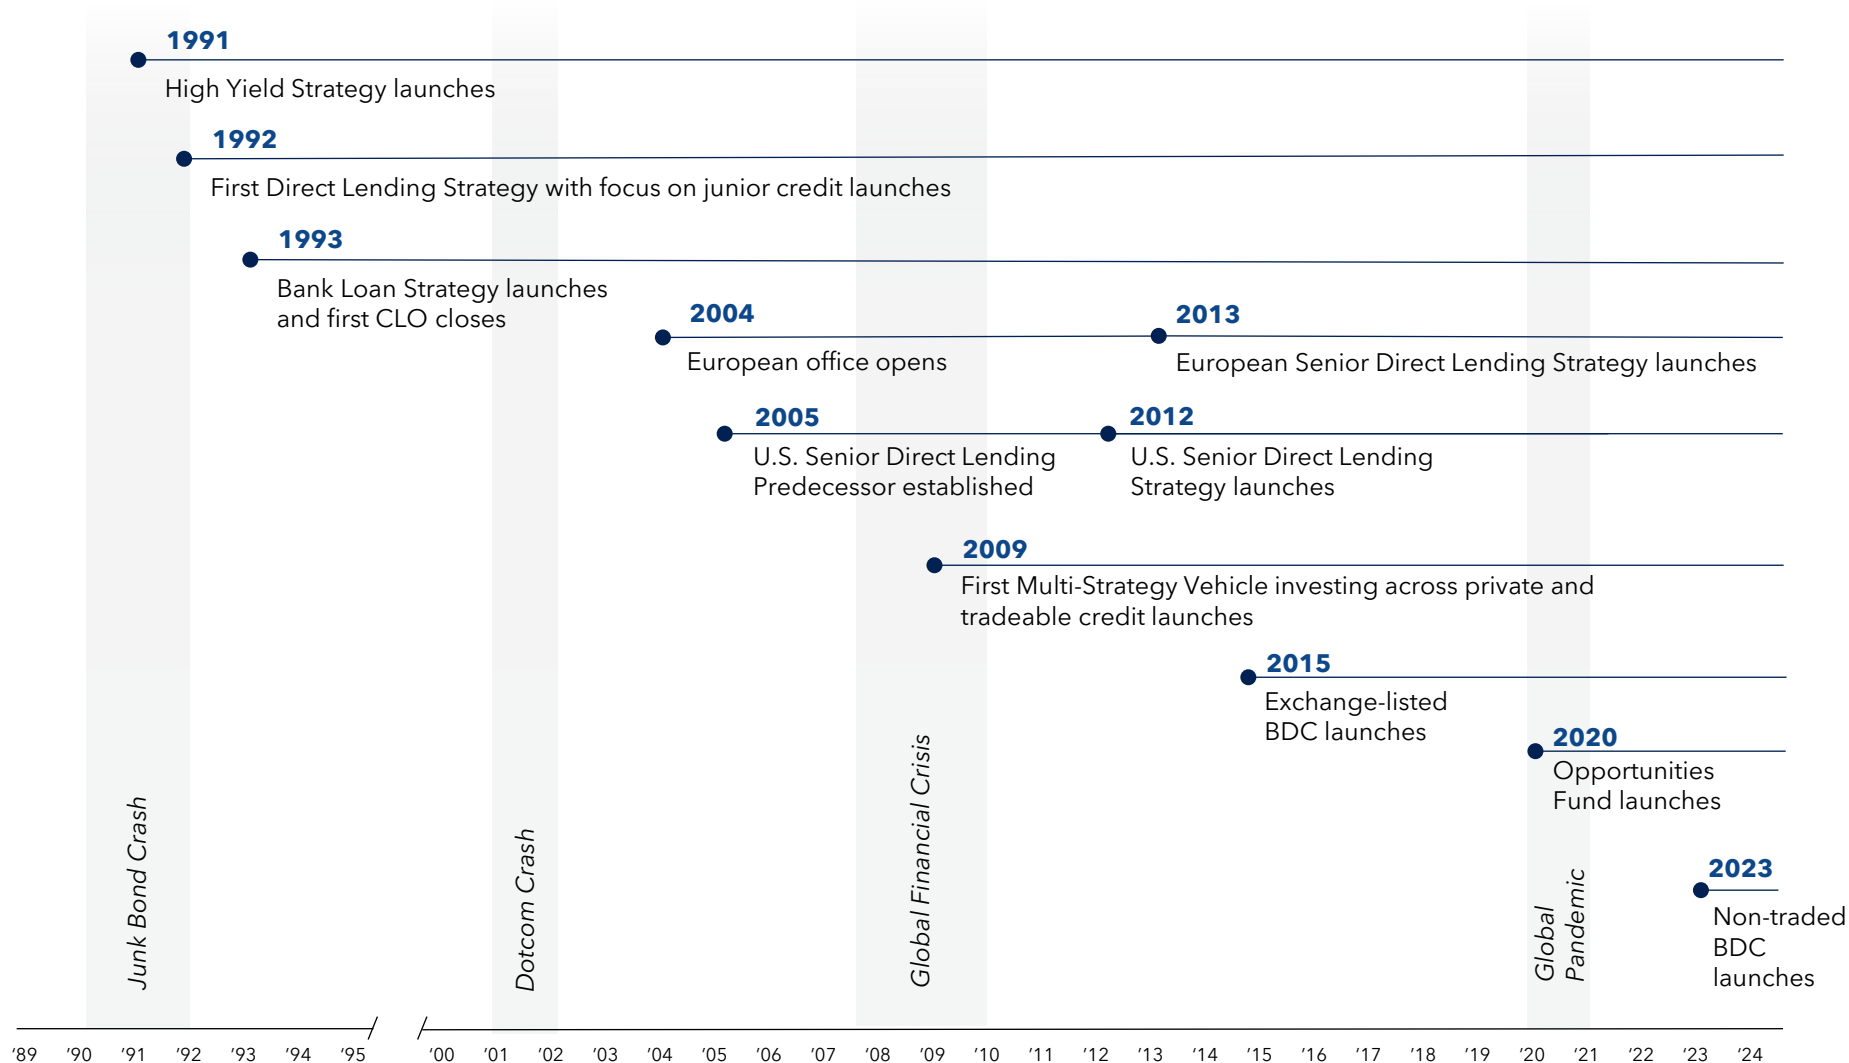 1991
High Yield Strategy launches
1992
First Direct Lending Strategy with focus on junior credit launches
1993
Bank Loan Strategy launches
and first CLO closes
2004
European office opens
2013
European Senior Direct Lending Strategy launches
2005
U.S. Senior Direct Lending
Predecessor established
2012
U.S. Senior Direct Lending
Strategy launches
2009
First Multi-Strategy Vehicle investing across private and
tradeable credit launches
2015
Exchange-listed
BDC launches
2020
Opportunities
Fund launches
2023
Non-traded
BDC
launches
Junk Bond Crash
Dotcom Crash
Global Financial Crisis
Global
Pandemic
’89 ’90 ’91 ’92 ’93 ’94 ’95 ’00 ’01 ’02 ’03 ’04 ’05 ’06 ’07 ’08 ’09 ’10 ’11 ’12 ’13 ’14 ’15 ’16 ’17 ’18 ’19 ’20 ’21 ’22 ’23 ’24